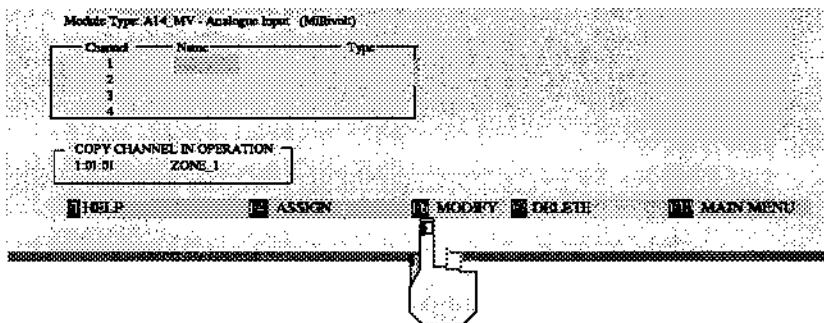 Module Type: A14_MV - Analogue Input (Millivolt)
Channel Name Type
1
2
3
4
COPY CHANNEL IN OPERATION
1:01:01 ZONE_1
HELP ASSIGN MODIFY DELETE MAIN MENU